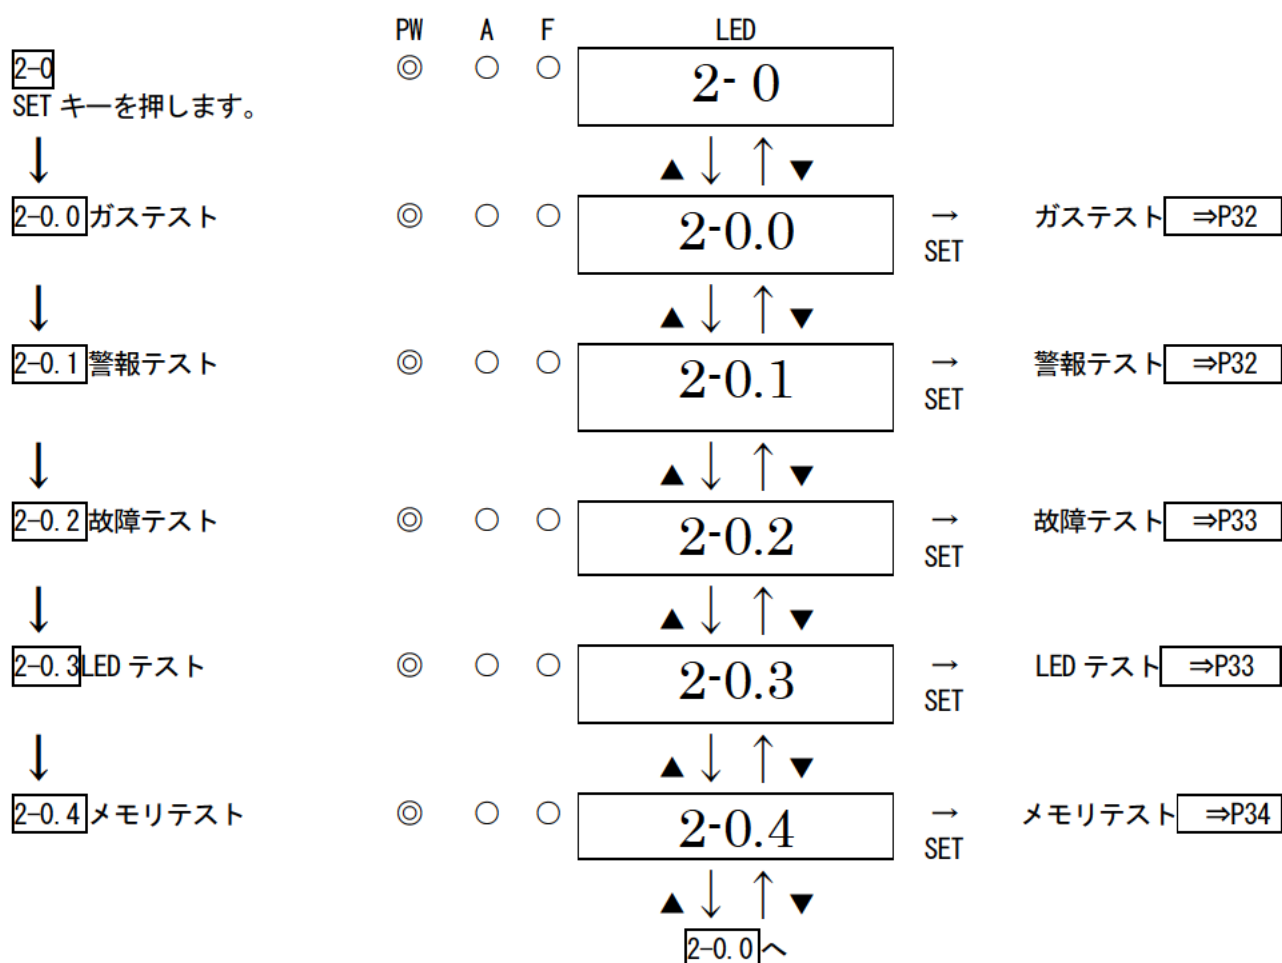 PW A F LED
2-0 ◎ ○ ○ 2- 0
SET キーを押します。
↓ ▲ ↓ ↑ ▼
2-0.0 ガステスト ◎ ○ ○ 2-0.0 → ガステスト ⇒P32
SET
↓ ▲ ↓ ↑ ▼
2-0.1 警報テスト ◎ ○ ○ 2-0.1 → 警報テスト ⇒P32
SET
↓ ▲ ↓ ↑ ▼
2-0.2 故障テスト ◎ ○ ○ 2-0.2 → 故障テスト ⇒P33
SET
↓ ▲ ↓ ↑ ▼
2-0.3 LED テスト ◎ ○ ○ 2-0.3 → LED テスト ⇒P33
SET
↓ ▲ ↓ ↑ ▼
2-0.4 メモリテスト ◎ ○ ○ 2-0.4 → メモリテスト ⇒P34
SET
▲ ↓ ↑ ▼
2-0.0 へ